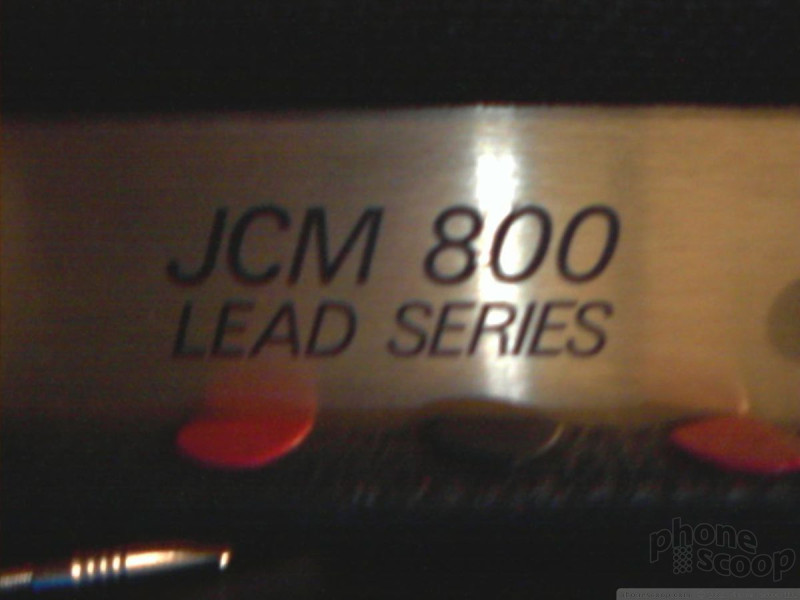 JCM 800
LEAD SERIES
phone
scoop